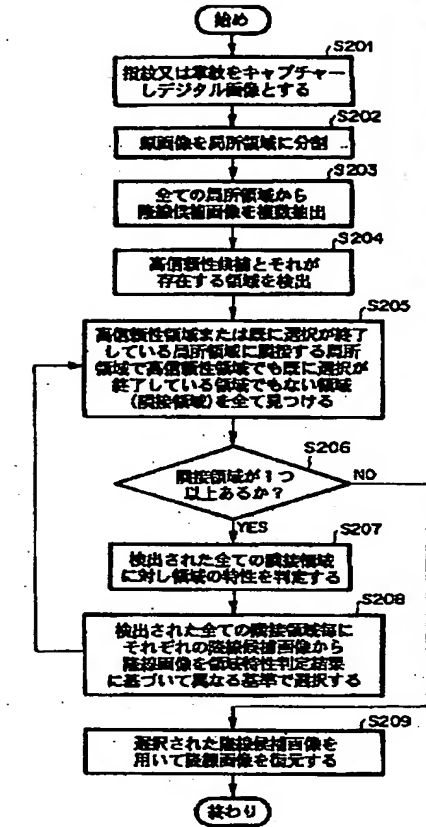 始め
S201
指紋又は掌紋をキャプチャー
しデジタル画像とする
S202
原画像を局所領域に分割
S203
全ての局所領域から
隆線候補画像を複数抽出
S204
高信頼性候補とそれが
存在する領域を検出
S205
高信頼性領域または既に選択が終了
している局所領域に隣接する局所
領域で高信頼性領域でも既に選択が
終了している領域でもない領域
(隣接領域)を全て見つける
S206
隣接領域が1つ
以上あるか?
NO
YES
S207
検出された全ての隣接領域
に対し領域の特性を判定する
S208
検出された全ての隣接領域毎に
それぞれの隆線候補画像から
隆線画像を領域特性判定結果
に基づいて異なる基準で選択する
S209
選択された隆線候補画像を
用いて隆線画像を復元する
終わり